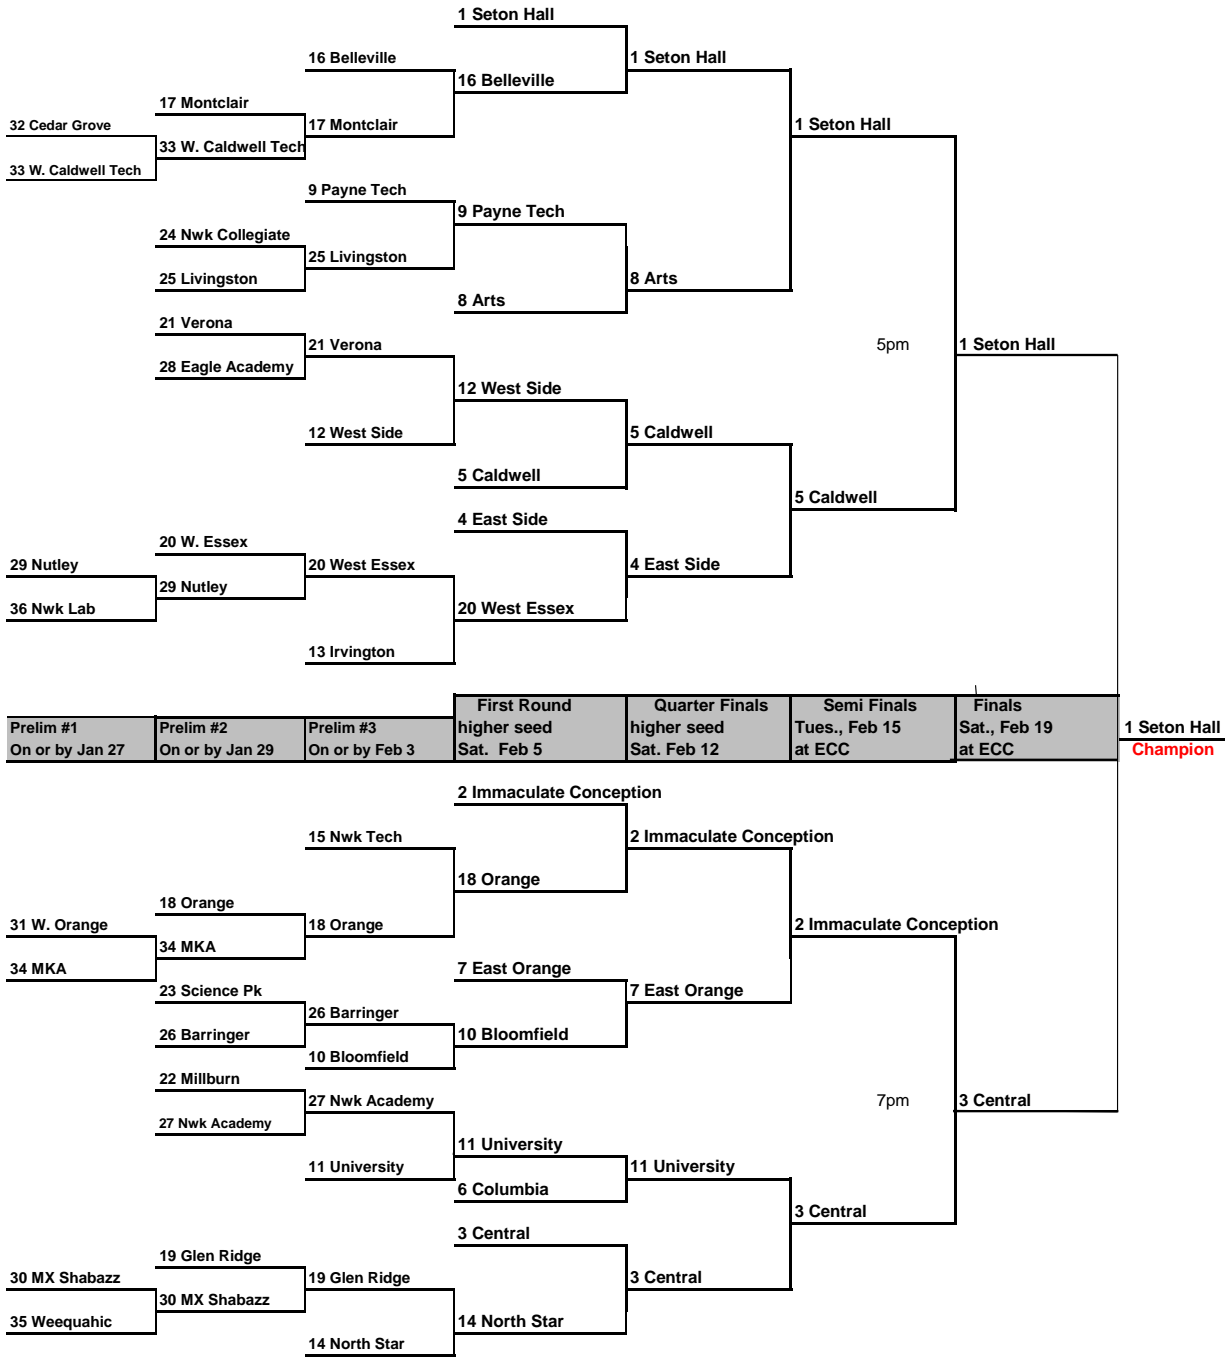 1 Seton Hall
16 Belleville
1 Seton Hall
16 Belleville
17 Montclair
32 Cedar Grove
17 Montclair
1 Seton Hall
33 W. Caldwell Tech
33 W. Caldwell Tech
9 Payne Tech
9 Payne Tech
24 Nwk Collegiate
25 Livingston
25 Livingston
8 Arts
8 Arts
21 Verona
21 Verona
5pm
1 Seton Hall
28 Eagle Academy
12 West Side
12 West Side
5 Caldwell
5 Caldwell
5 Caldwell
4 East Side
20 W. Essex
29 Nutley
20 West Essex
4 East Side
29 Nutley
36 Nwk Lab
20 West Essex
13 Irvington
First Round
Quarter Finals
Semi Finals
Finals
Prelim #1
Prelim #2
Prelim #3
higher seed
higher seed
Tues., Feb 15
Sat., Feb 19
1 Seton Hall
On or by Jan 27
On or by Jan 29
On or by Feb 3
Sat. Feb 5
Sat. Feb 12
at ECC
at ECC
Champion
2 Immaculate Conception
15 Nwk Tech
2 Immaculate Conception
18 Orange
18 Orange
31 W. Orange
18 Orange
2 Immaculate Conception
34 MKA
34 MKA
7 East Orange
23 Science Pk
7 East Orange
26 Barringer
26 Barringer
10 Bloomfield
10 Bloomfield
22 Millburn
27 Nwk Academy
7pm
3 Central
27 Nwk Academy
11 University
11 University
11 University
6 Columbia
3 Central
3 Central
19 Glen Ridge
30 MX Shabazz
19 Glen Ridge
3 Central
30 MX Shabazz
35 Weequahic
14 North Star
14 North Star